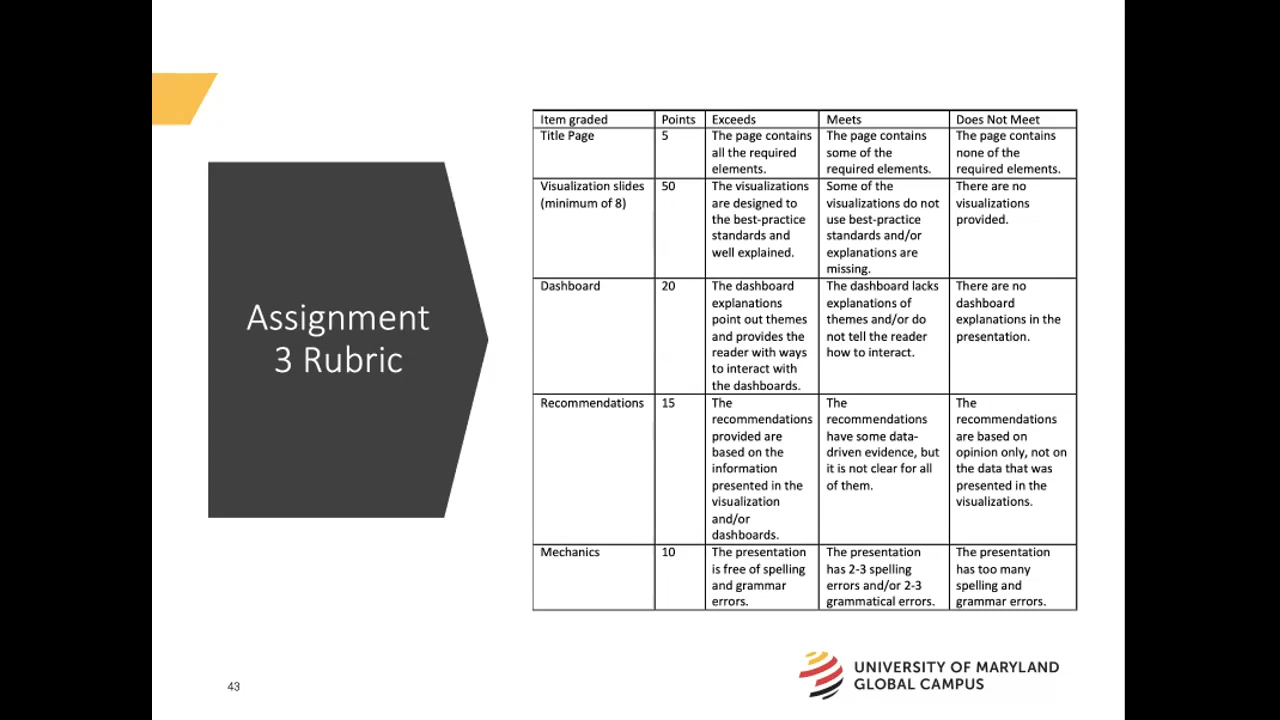 Assignment
3 Rubric
Item graded Points Exceeds Meets Does Not Meet
Title Page 5 The page contains The page contains The page contains
all the required some of the none of the
elements. required elements. required elements.
Visualization slides 50 The visualizations Some of the There are no
(minimum of 8) are designed to visualizations do not visualizations
the best-practice use best-practice provided.
standards and standards and/or
well explained. explanations are
missing.
Dashboard 20 The dashboard The dashboard lacks There are no
explanations explanations of dashboard
point out themes themes and/or do explanations in the
and provides the not tell the reader presentation.
reader with ways how to interact.
to interact with
the dashboards.
Recommendations 15 The The The
recommendations recommendations recommendations
provided are have some data- are based on
based on the driven evidence, but opinion only, not on
information it is not clear for all the data that was
presented in the of them. presented in the
visualization visualizations.
and/or
dashboards.
Mechanics 10 The presentation The presentation The presentation
is free of spelling has 2-3 spelling has too many
and grammar errors and/or 2-3 spelling and
errors. grammatical errors. grammar errors.
43
UNIVERSITY OF MARYLAND
GLOBAL CAMPUS